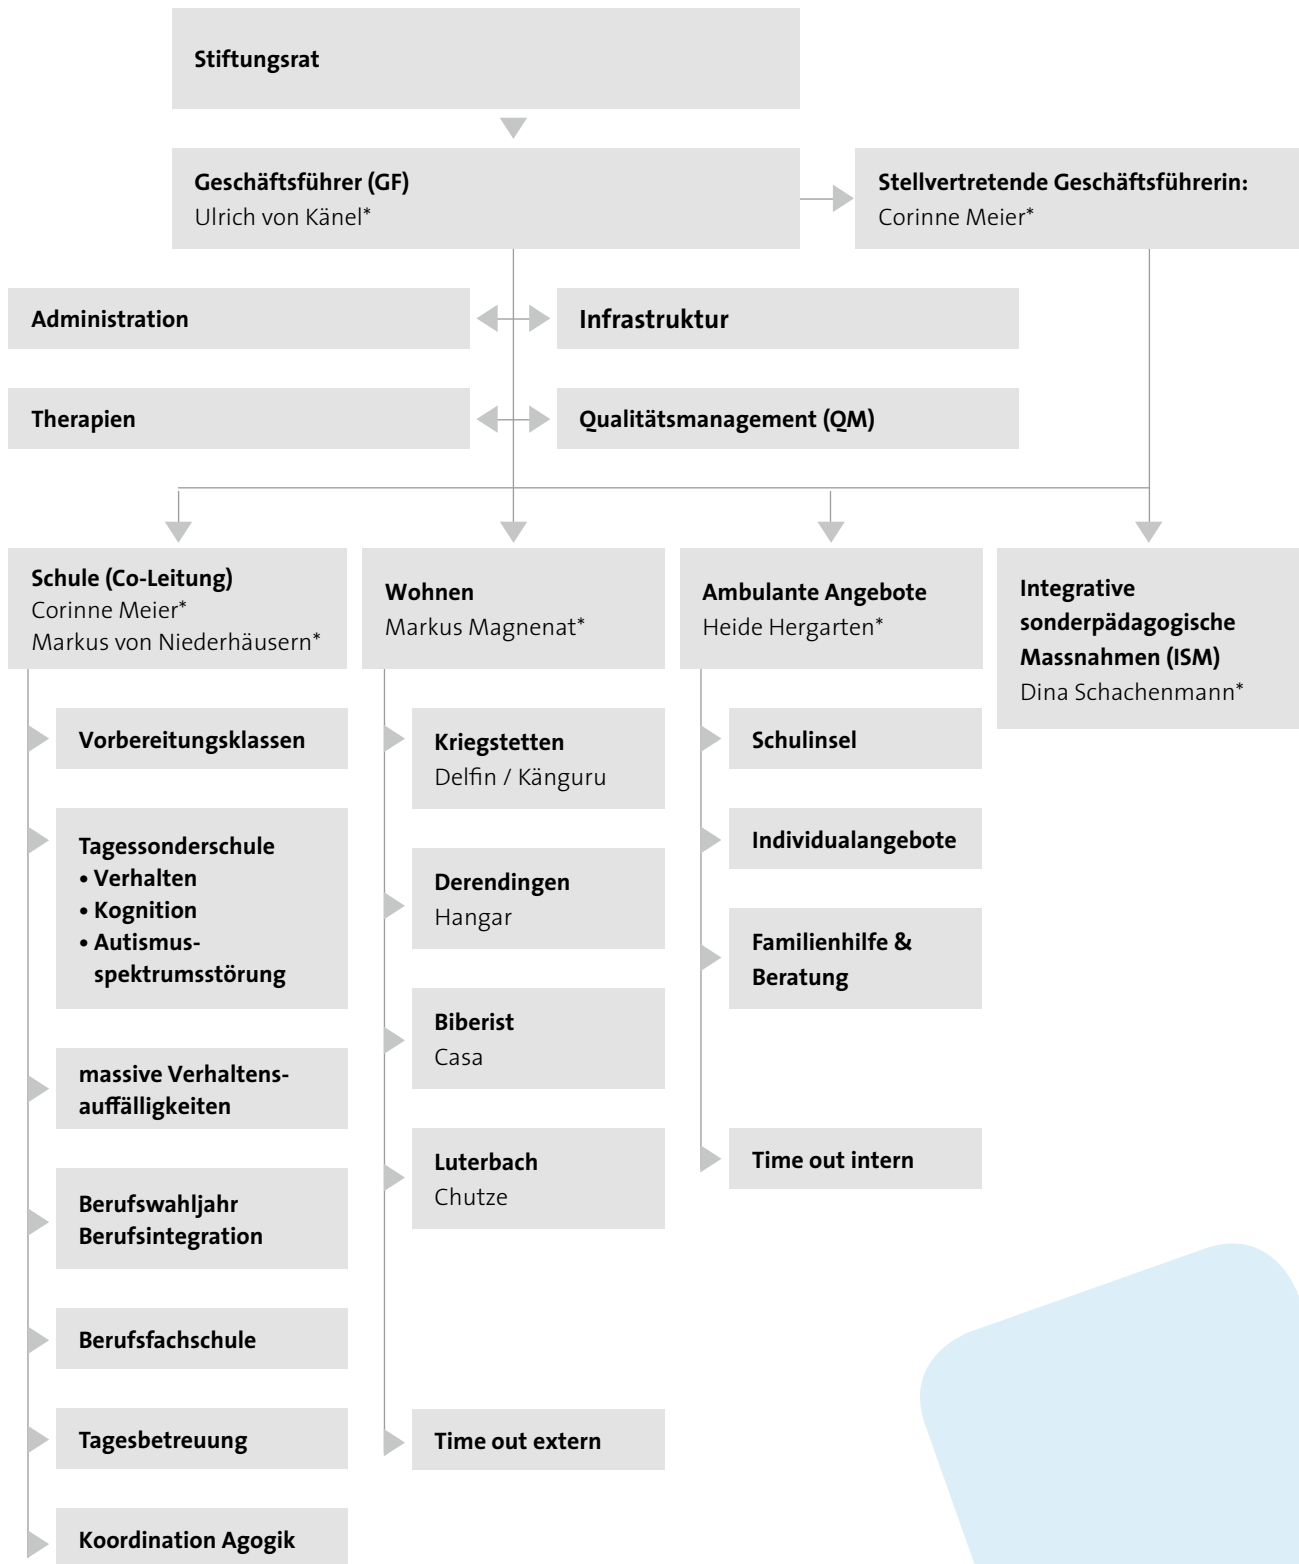 Stiftungsrat
Geschäftsführer (GF)
Ulrich von Känel*
Stellvertretende Geschäftsführerin:
Corinne Meier*
Administration
Infrastruktur
Therapien
Qualitätsmanagement (QM)
Schule (Co-Leitung)
Corinne Meier*
Markus von Niederhäusern*
Vorbereitungsklassen
Tagessonderschule
• Verhalten
• Kognition
• Autismus-
spektrumsstörung
massive Verhaltens-
auffälligkeiten
Berufswahljahr
Berufsintegration
Berufsfachschule
Tagesbetreuung
Koordination Agogik
Wohnen
Markus Magnenat*
Kriegstetten
Delfin / Känguru
Derendingen
Hangar
Biberist
Casa
Luterbach
Chutze
Time out extern
Ambulante Angebote
Heide Hergarten*
Schulinsel
Individualangebote
Familienhilfe &
Beratung
Time out intern
Integrative
sonderpädagogische
Massnahmen (ISM)
Dina Schachenmann*